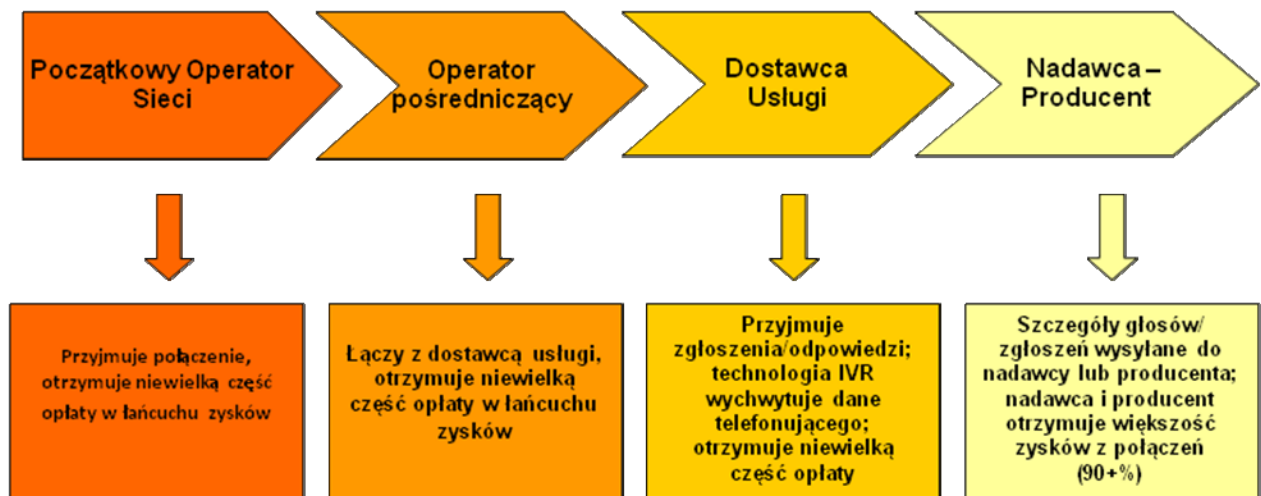 Początkowy Operator
Sieci
Operator
pośredniczący
Dostawca
Usługi
Nadawca –
Producent
Przyjmuje połączenie,
otrzymuje niewielką część
opłaty w łańcuchu zysków
Łączy z dostawcą usługi,
otrzymuje niewielką
część opłaty w łańcuchu
zysków
Przyjmuje
zgłoszenia/odpowiedzi;
technologia IVR
wychwytuje dane
telefonującego;
otrzymuje niewielką
część opłaty
Szczegóły głosów/
zgłoszeń wysyłane do
nadawcy lub producenta;
nadawca i producent
otrzymuje większość
zysków z połączeń
(90+%)